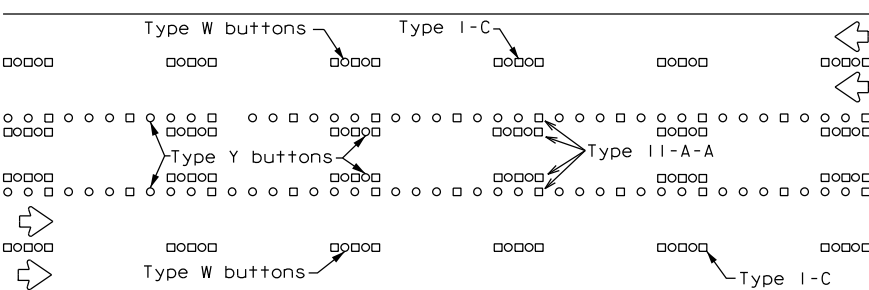 Type W buttons
Type I-C
Type Y buttons
Type II-A-A
Type W buttons
Type I-C